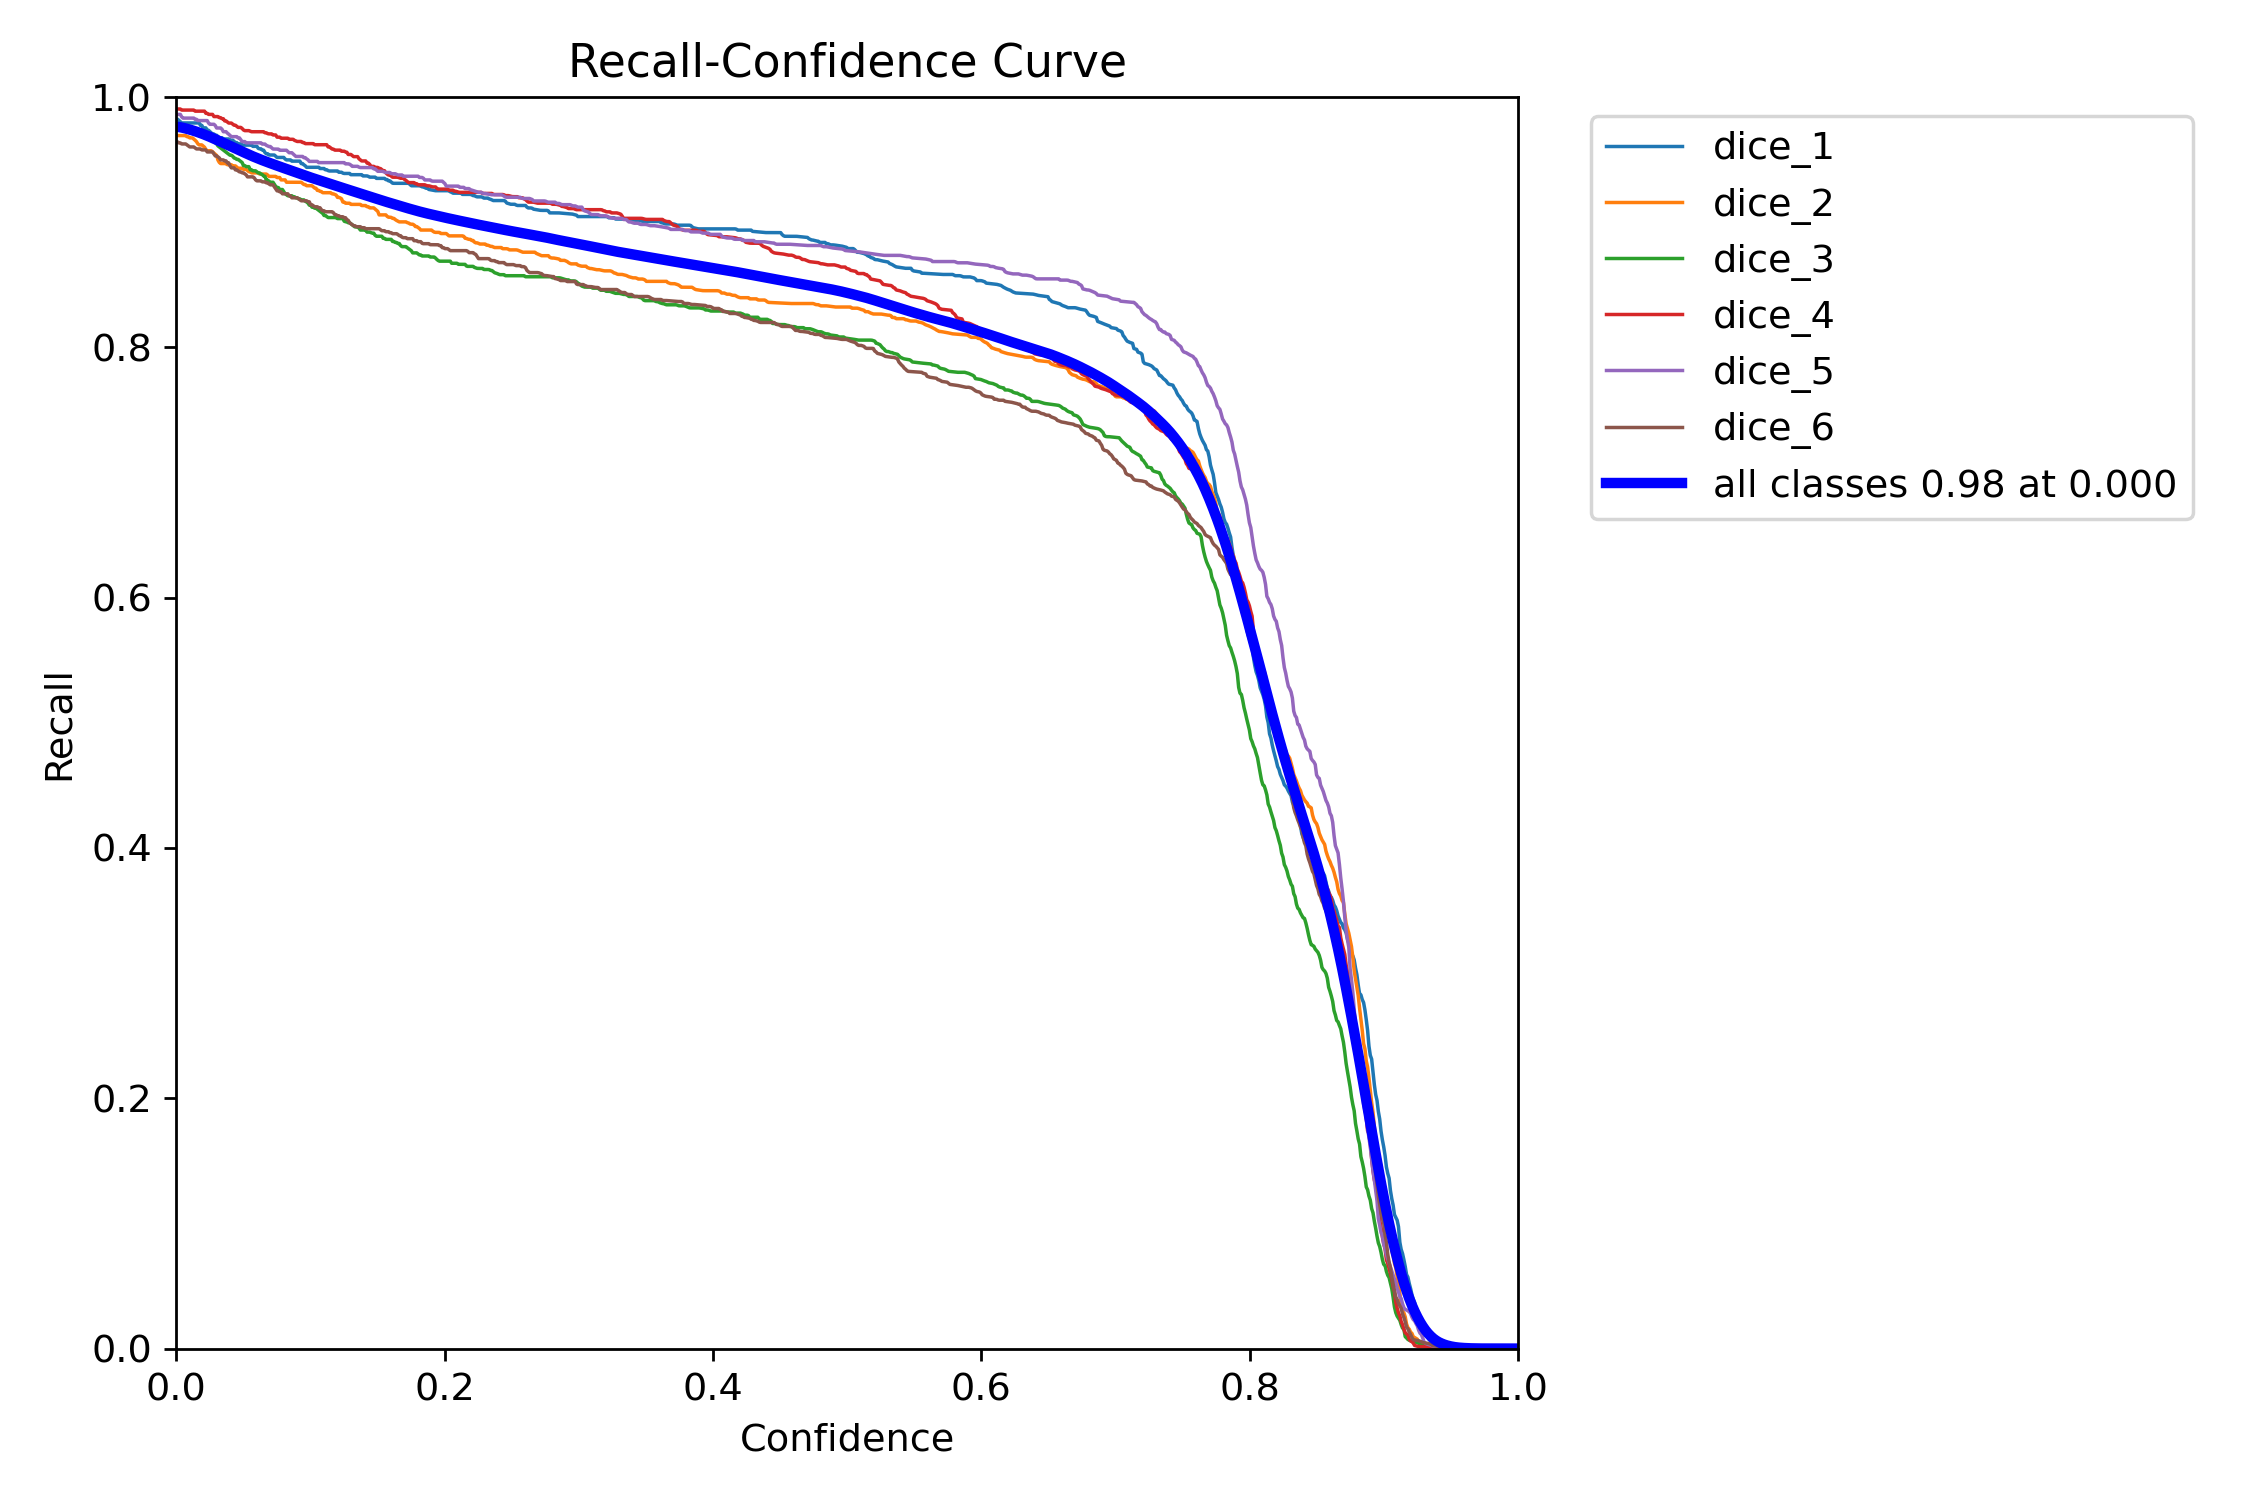 Recall-Confidence Curve
1.0
0.8
0.6
0.4
0.2
0.0
Recall
0.0 0.2 0.4 0.6 0.8 1.0
Confidence
dice_1
dice_2
dice_3
dice_4
dice_5
dice_6
all classes 0.98 at 0.000